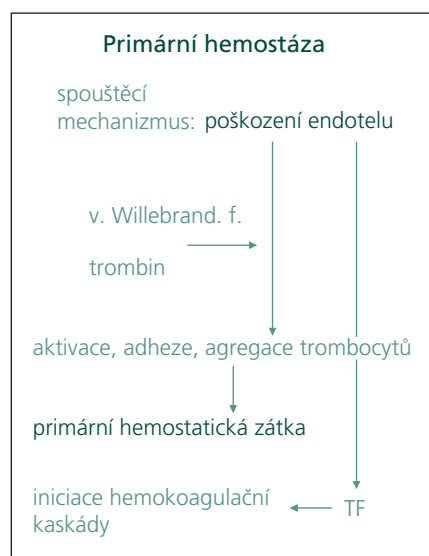 Primární hemostáza
spouštěcí
mechanizmus: poškození endotelu
v. Willebrand. f.
trombin
aktivace, adheze, agregace trombocytů
primární hemostatická zátka
iniciace hemokoagulační
kaskády
TF